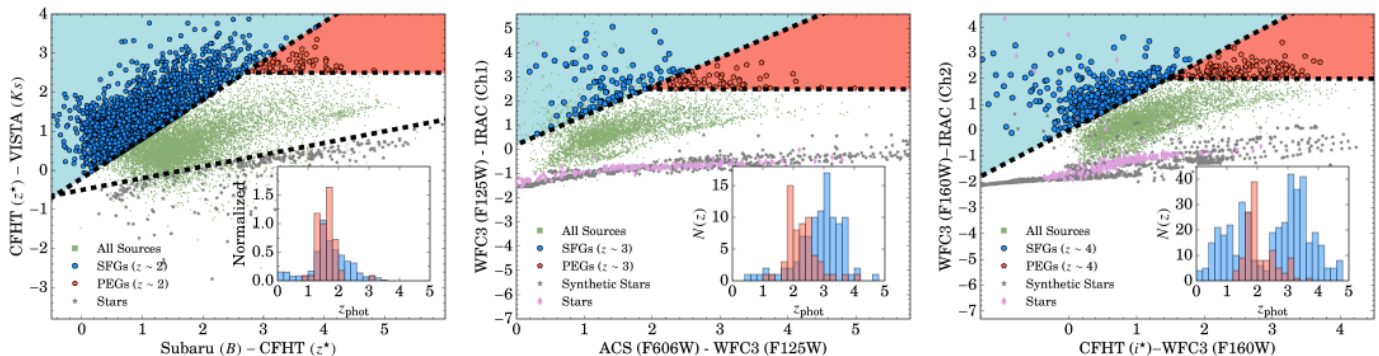 4
3
2
1
0
−1
−2
−3
CFHT (z*) – VISTA (Ks)
All Sources
SFGs (z ~ 2)
PEGs (z ~ 2)
Stars
Normalized
1.5
1.0
0.5
0.0
0 1 2 3 4 5
z_phot
0 1 2 3 4 5
Subaru (B) – CFHT (z*)
5
4
3
2
1
0
−1
−2
−3
−4
−5
−6
−7
WFC3 (F125W) - IRAC (Ch1)
All Sources
SFGs (z ~ 3)
PEGs (z ~ 3)
Synthetic Stars
Stars
N(z)
15
10
5
0
0 1 2 3 4 5
z_phot
0 1 2 3 4 5
ACS (F606W) - WFC3 (F125W)
4
3
2
1
0
−1
−2
−3
−4
−5
−6
−7
WFC3 (F160W)–IRAC (Ch2)
All Sources
SFGs (z ~ 4)
PEGs (z ~ 4)
Synthetic Stars
Stars
N(z)
40
30
20
10
0
0 1 2 3 4 5
z_phot
0 1 2 3 4
CFHT (i*)–WFC3 (F160W)